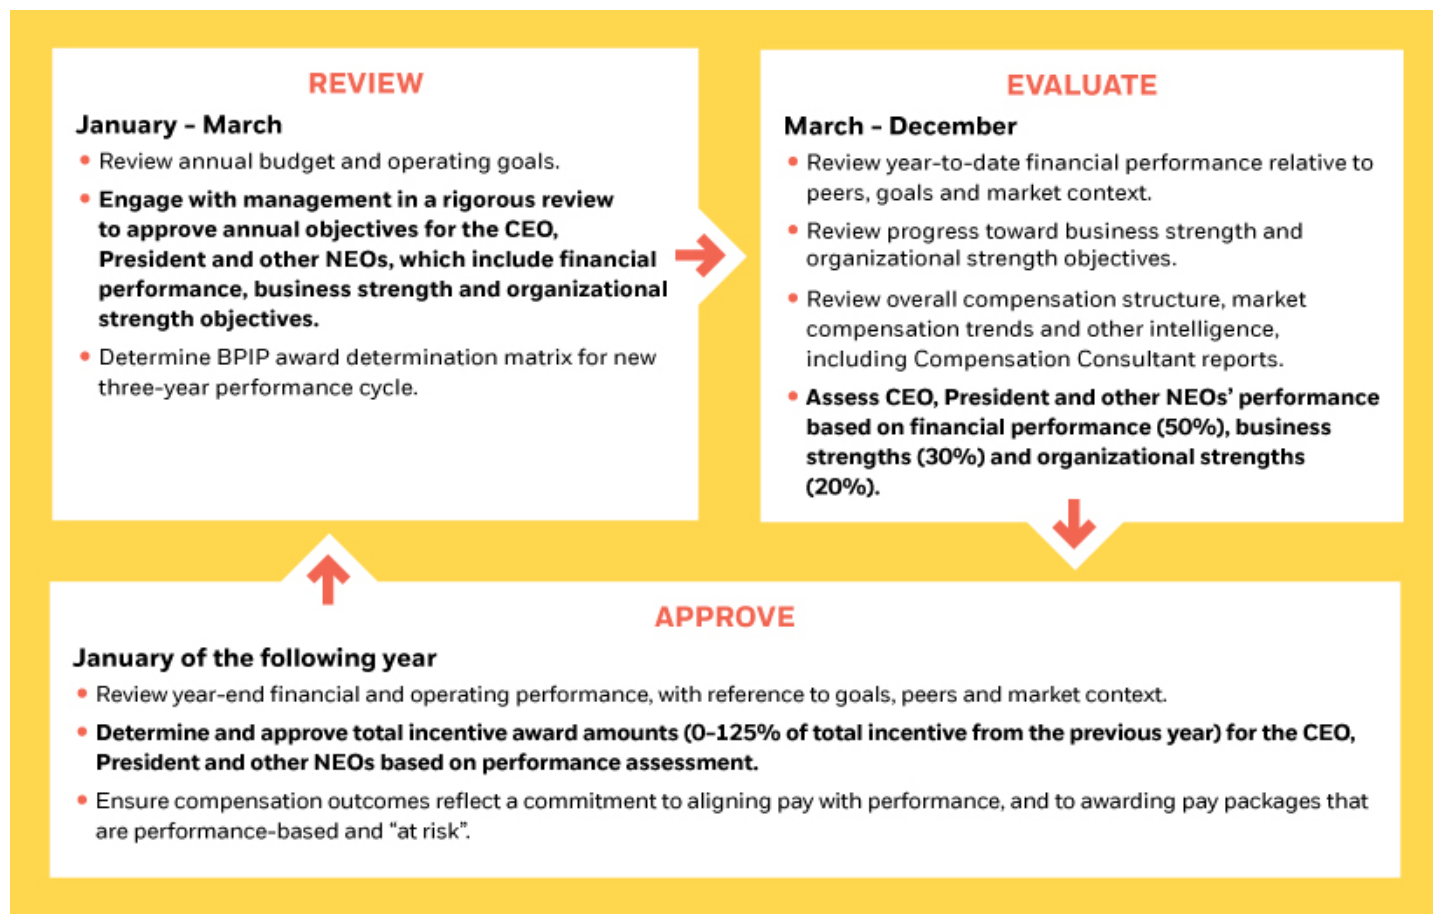 REVIEW
January – March
• Review annual budget and operating goals.
• Engage with management in a rigorous review
to approve annual objectives for the CEO,
President and other NEOs, which include financial
performance, business strength and organizational
strength objectives.
• Determine BPIP award determination matrix for new
three-year performance cycle.
EVALUATE
March – December
• Review year-to-date financial performance relative to
peers, goals and market context.
• Review progress toward business strength and
organizational strength objectives.
• Review overall compensation structure, market
compensation trends and other intelligence,
including Compensation Consultant reports.
• Assess CEO, President and other NEOs’ performance
based on financial performance (50%), business
strengths (30%) and organizational strengths
(20%).
APPROVE
January of the following year
• Review year-end financial and operating performance, with reference to goals, peers and market context.
• Determine and approve total incentive award amounts (0–125% of total incentive from the previous year) for the CEO,
President and other NEOs based on performance assessment.
• Ensure compensation outcomes reflect a commitment to aligning pay with performance, and to awarding pay packages that
are performance-based and “at risk”.